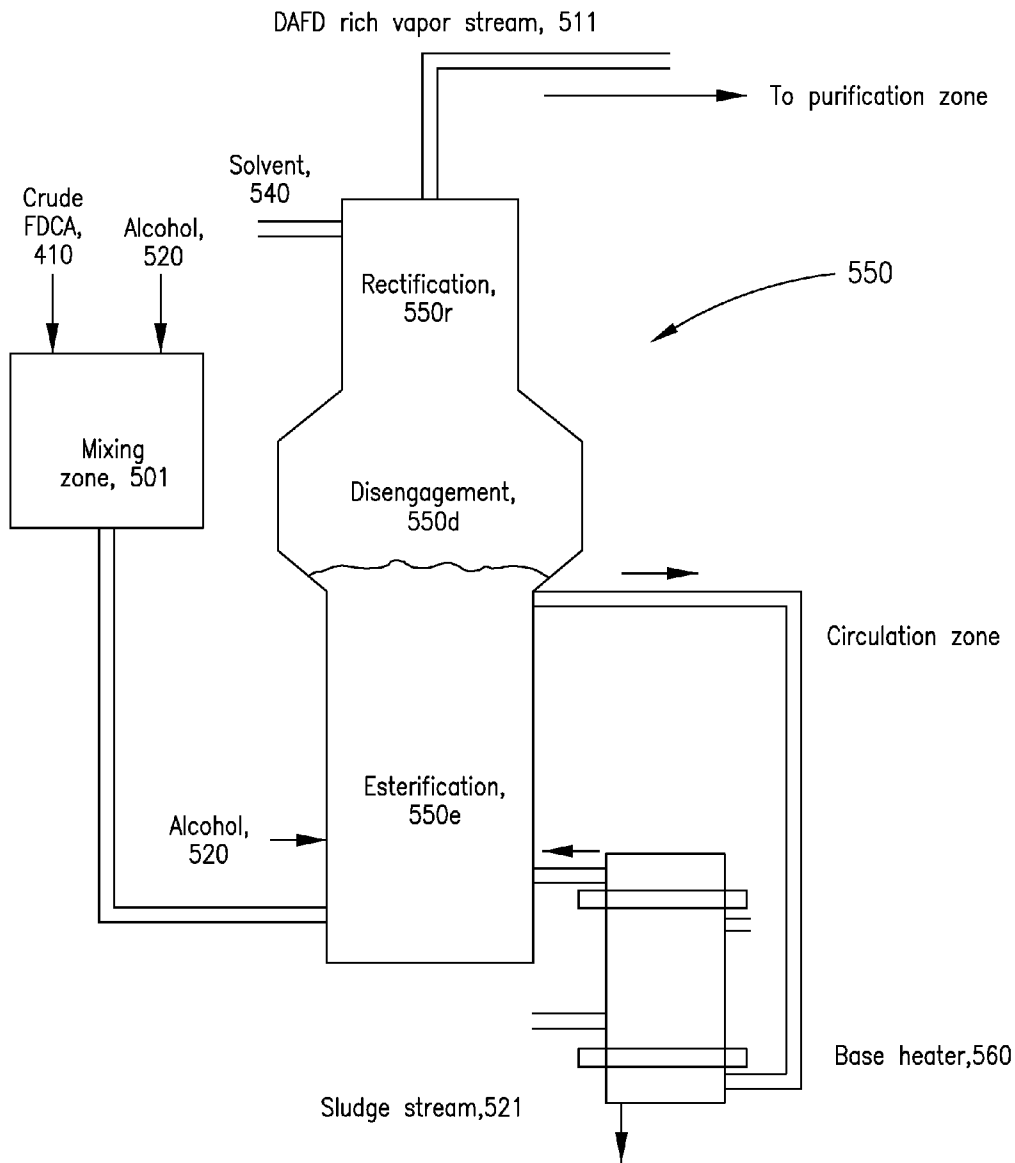 DAFD rich vapor stream, 511
To purification zone
Solvent,
540
Crude
FDCA,
410
Alcohol,
520
Rectification,
550r
550
Mixing
zone, 501
Disengagement,
550d
Circulation zone
Esterification,
550e
Alcohol,
520
Base heater,560
Sludge stream,521